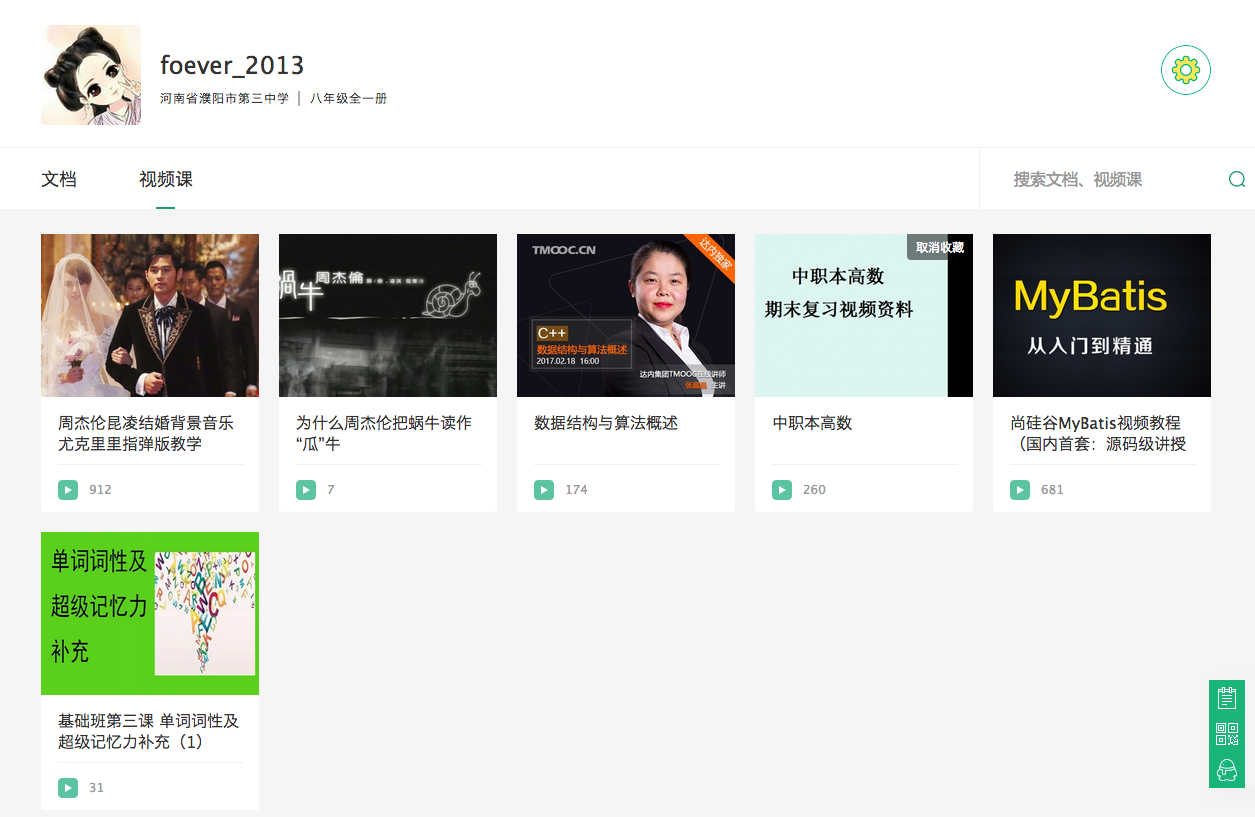 foever_2013
河南省濮阳市第三中学 | 八年级全一册
文档
视频课
搜索文档、视频课
蝸牛
周杰倫
TMOOC.CN
达内独家
C++
数据结构与算法概述
2017.02.18 16:00
达内集团TMOOC在线讲师
主讲
取消收藏
中职本高数
期末复习视频资料
MyBatis
从入门到精通
周杰伦昆凌结婚背景音乐
尤克里里指弹版教学
912
为什么周杰伦把蜗牛读作
“瓜”牛
7
数据结构与算法概述
174
中职本高数
260
尚硅谷MyBatis视频教程
（国内首套：源码级讲授
681
单词词性及
超级记忆力
补充
基础班第三课 单词词性及
超级记忆力补充（1）
31